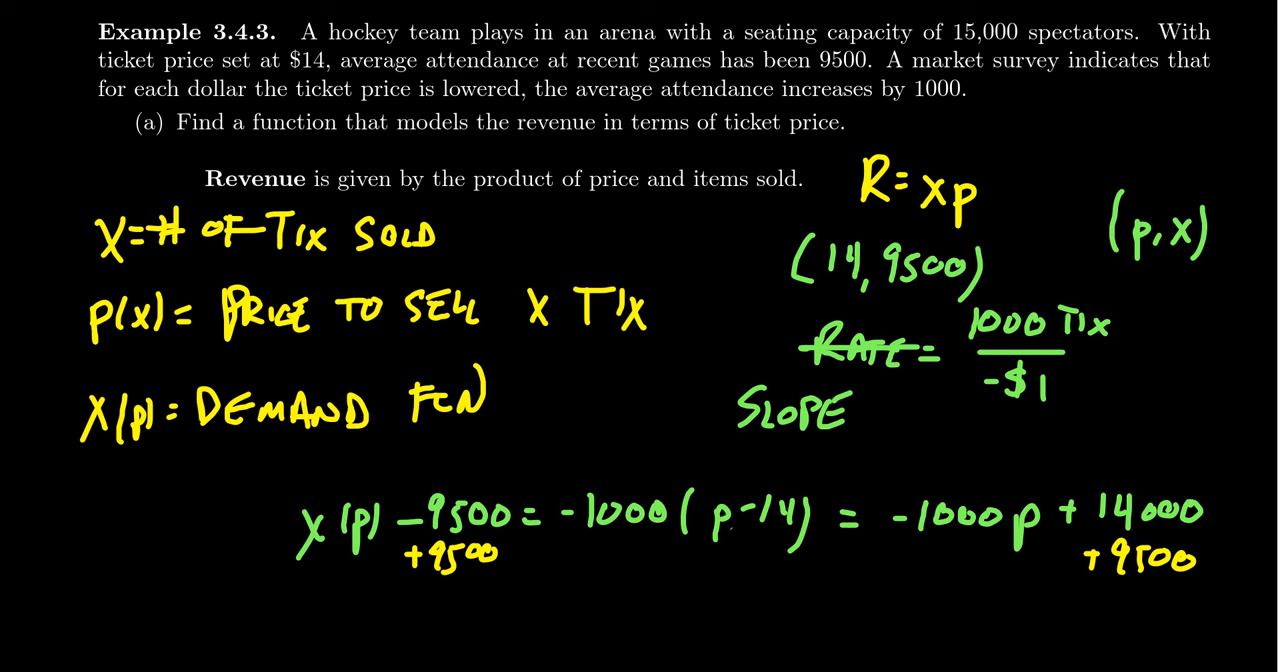 Example 3.4.3. A hockey team plays in an arena with a seating capacity of 15,000 spectators. With
ticket price set at $14, average attendance at recent games has been 9500. A market survey indicates that
for each dollar the ticket price is lowered, the average attendance increases by 1000.
(a) Find a function that models the revenue in terms of ticket price.
Revenue is given by the product of price and items sold.
R = xp
X = # OF TIX SOLD
(p, x)
(14, 9500)
p(x) = PRICE TO SELL X TIX
RATE = 1000 TIX / -$1
SLOPE
X(p) = DEMAND FCN
X(p) - 9500 = -1000(p - 14) = -1000p + 14000
+9500 +9500